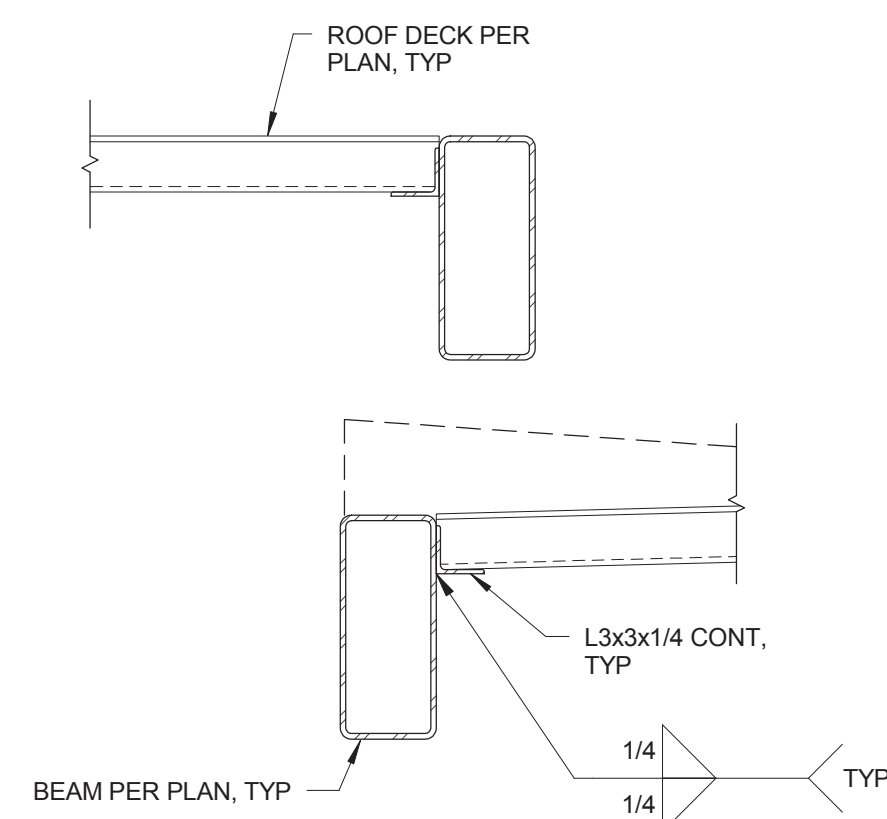 ROOF DECK PER
PLAN, TYP
L3x3x1/4 CONT,
TYP
1/4
TYP
1/4
BEAM PER PLAN, TYP